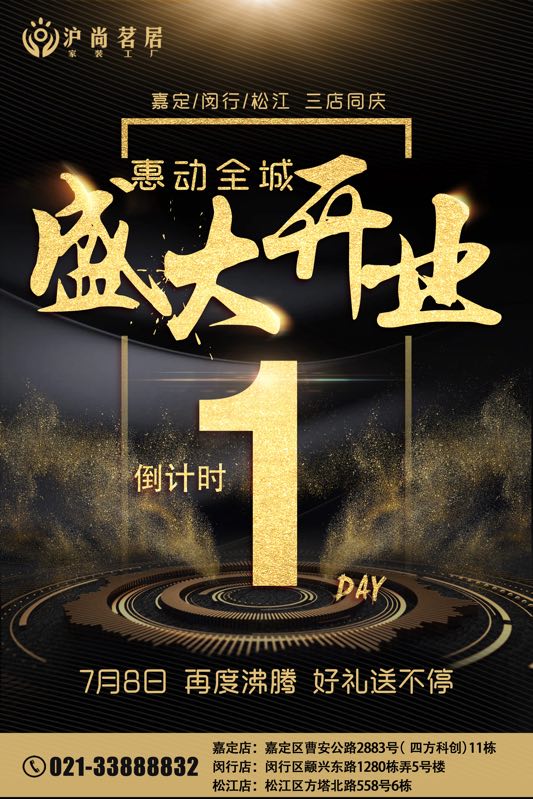 沪尚茗居
家装工厂
嘉定/闵行/松江 三店同庆
惠动全城
盛大开业
1
倒计时
DAY
7月8日 再度沸腾 好礼送不停
021-33888832
嘉定店：嘉定区曹安公路2883号（四方科创）11栋
闵行店：闵行区颛兴东路1280栋弄5号楼
松江店：松江区方塔北路558号6栋